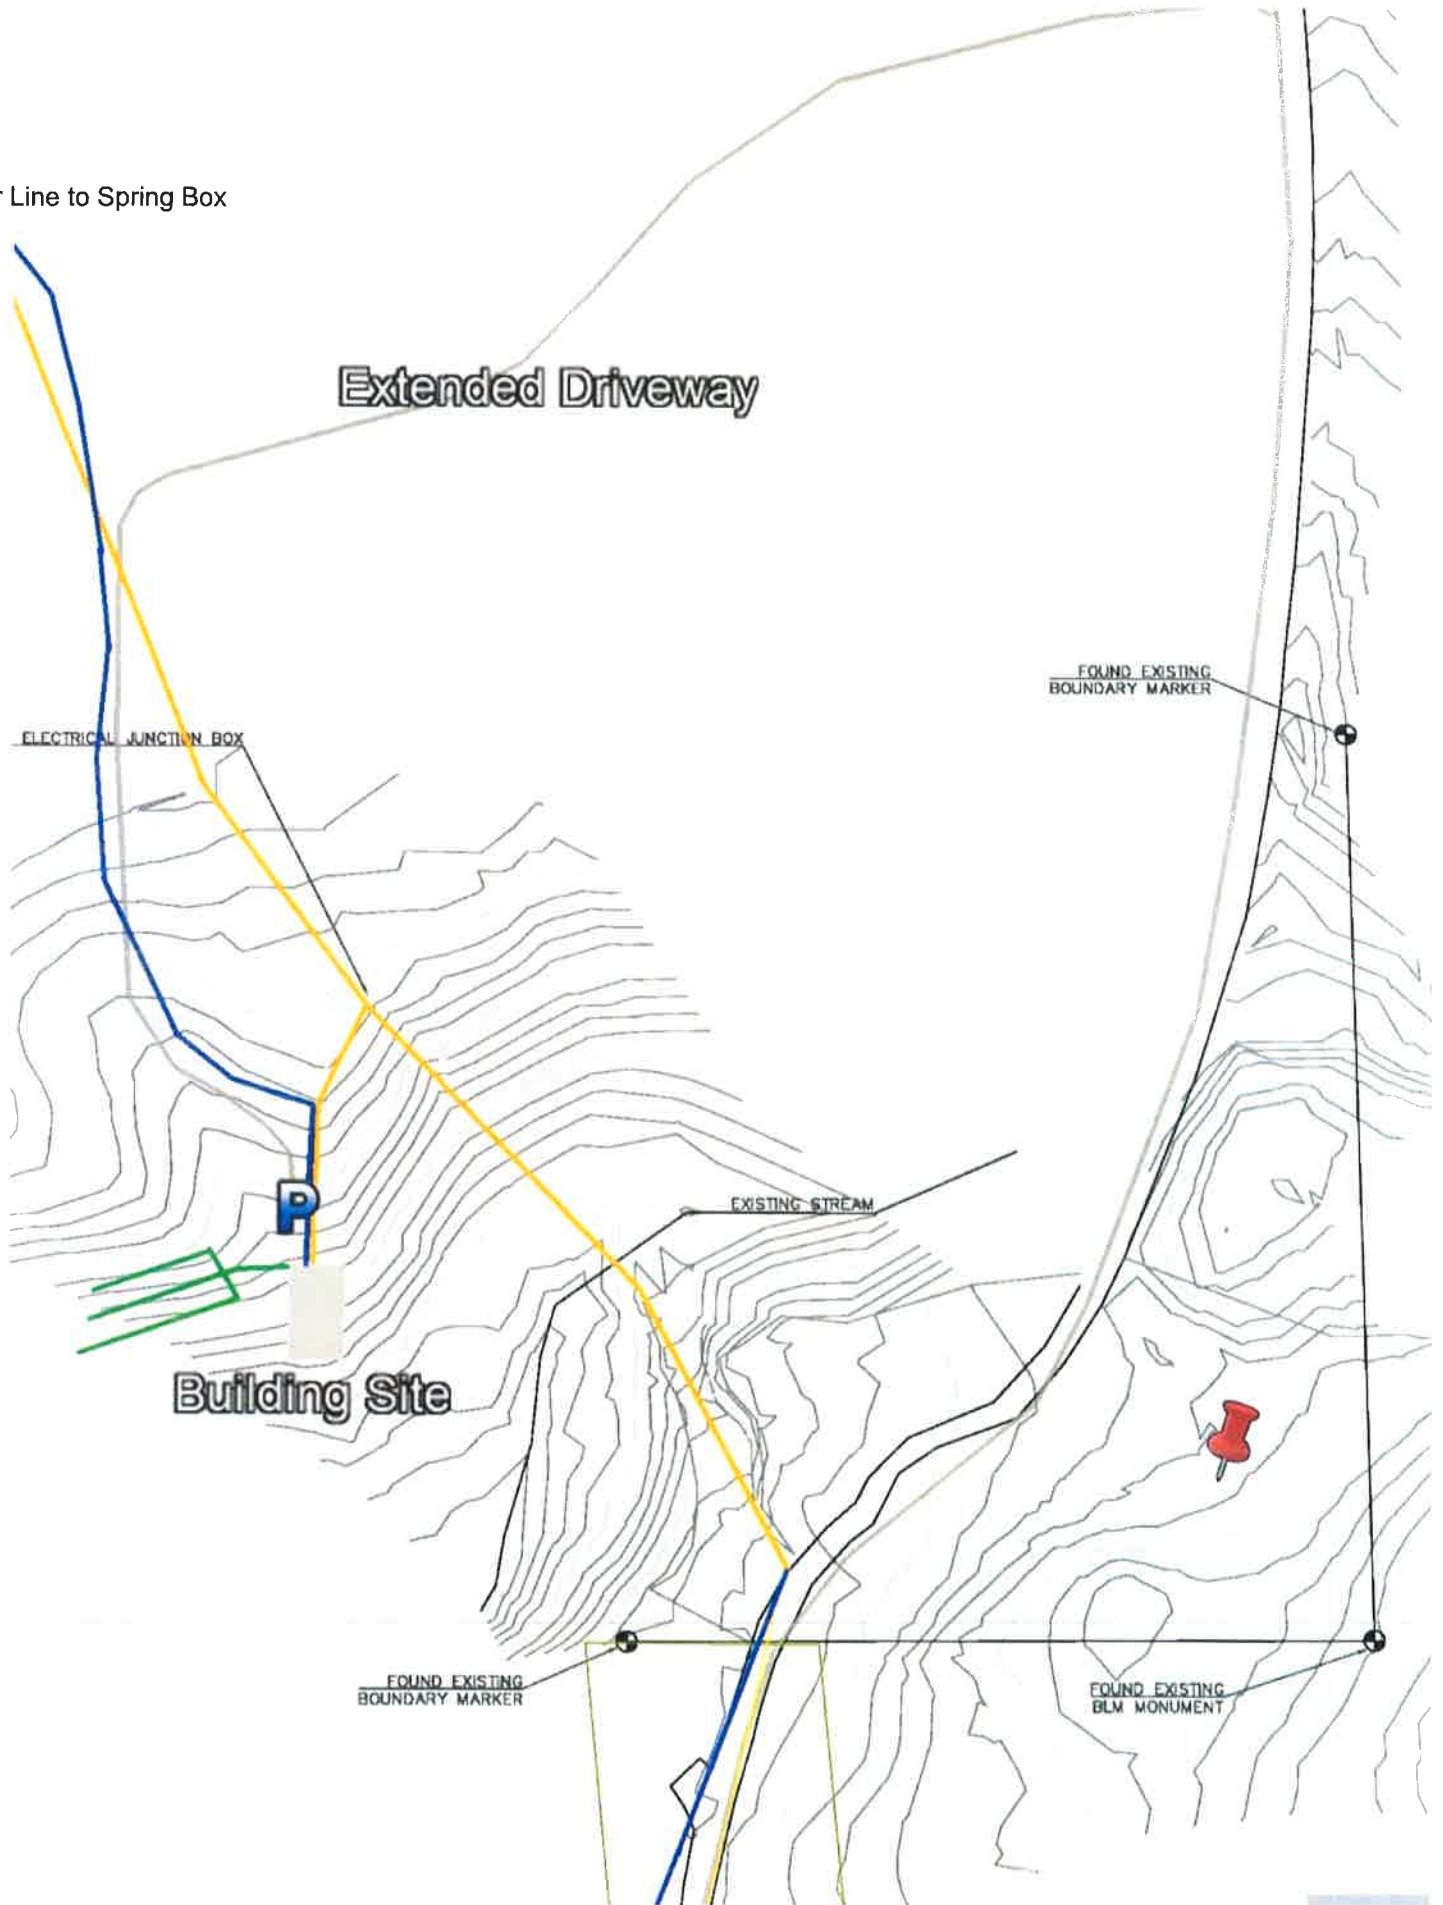 r Line to Spring Box
Extended Driveway
FOUND EXISTING
BOUNDARY MARKER
ELECTRICAL JUNCTION BOX
P
EXISTING STREAM
Building Site
FOUND EXISTING
BOUNDARY MARKER
FOUND EXISTING
BLM MONUMENT